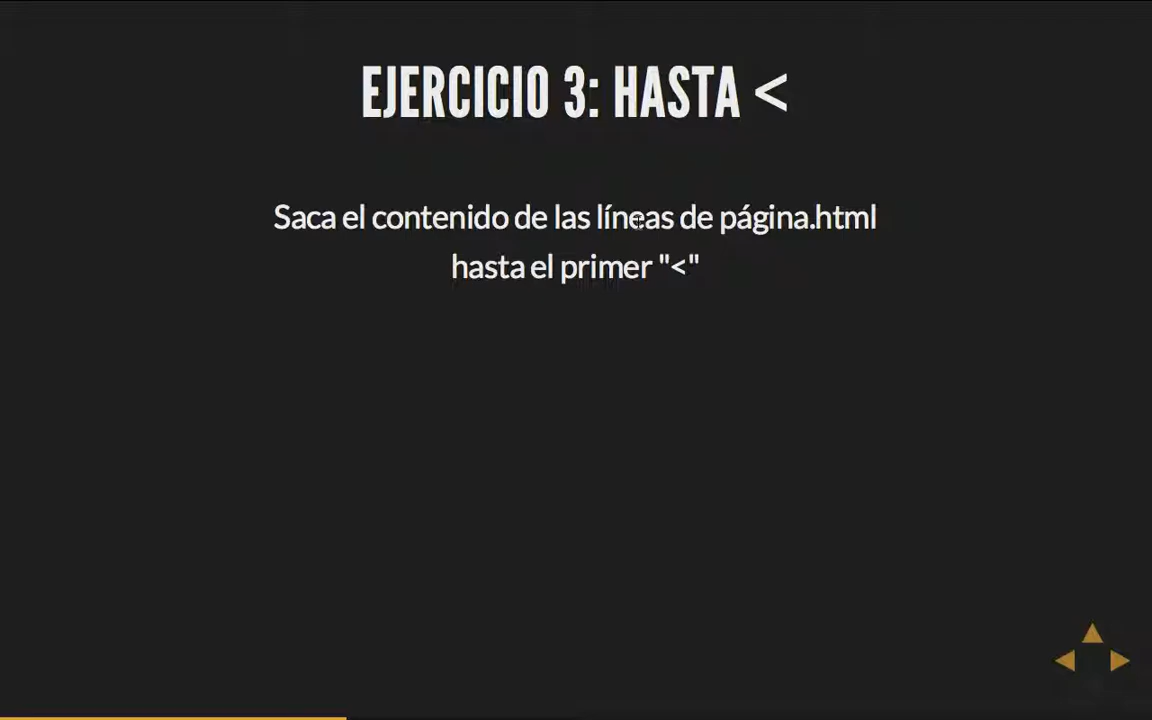 EJERCICIO 3: HASTA <
Saca el contenido de las líneas de página.html
hasta el primer "<"